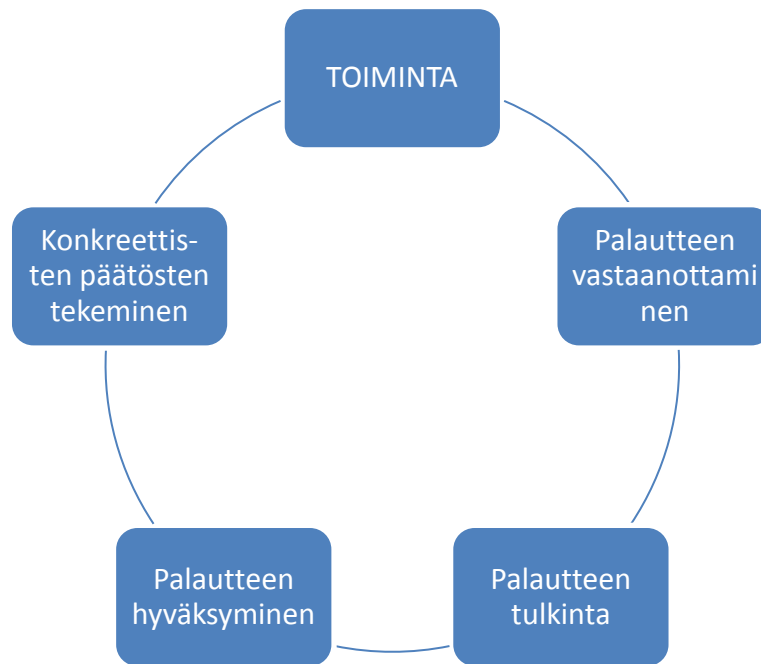 TOIMINTA
Palautteen
vastaanottami
nen
Palautteen
tulkinta
Palautteen
hyväksyminen
Konkreettis-
ten päätösten
tekeminen